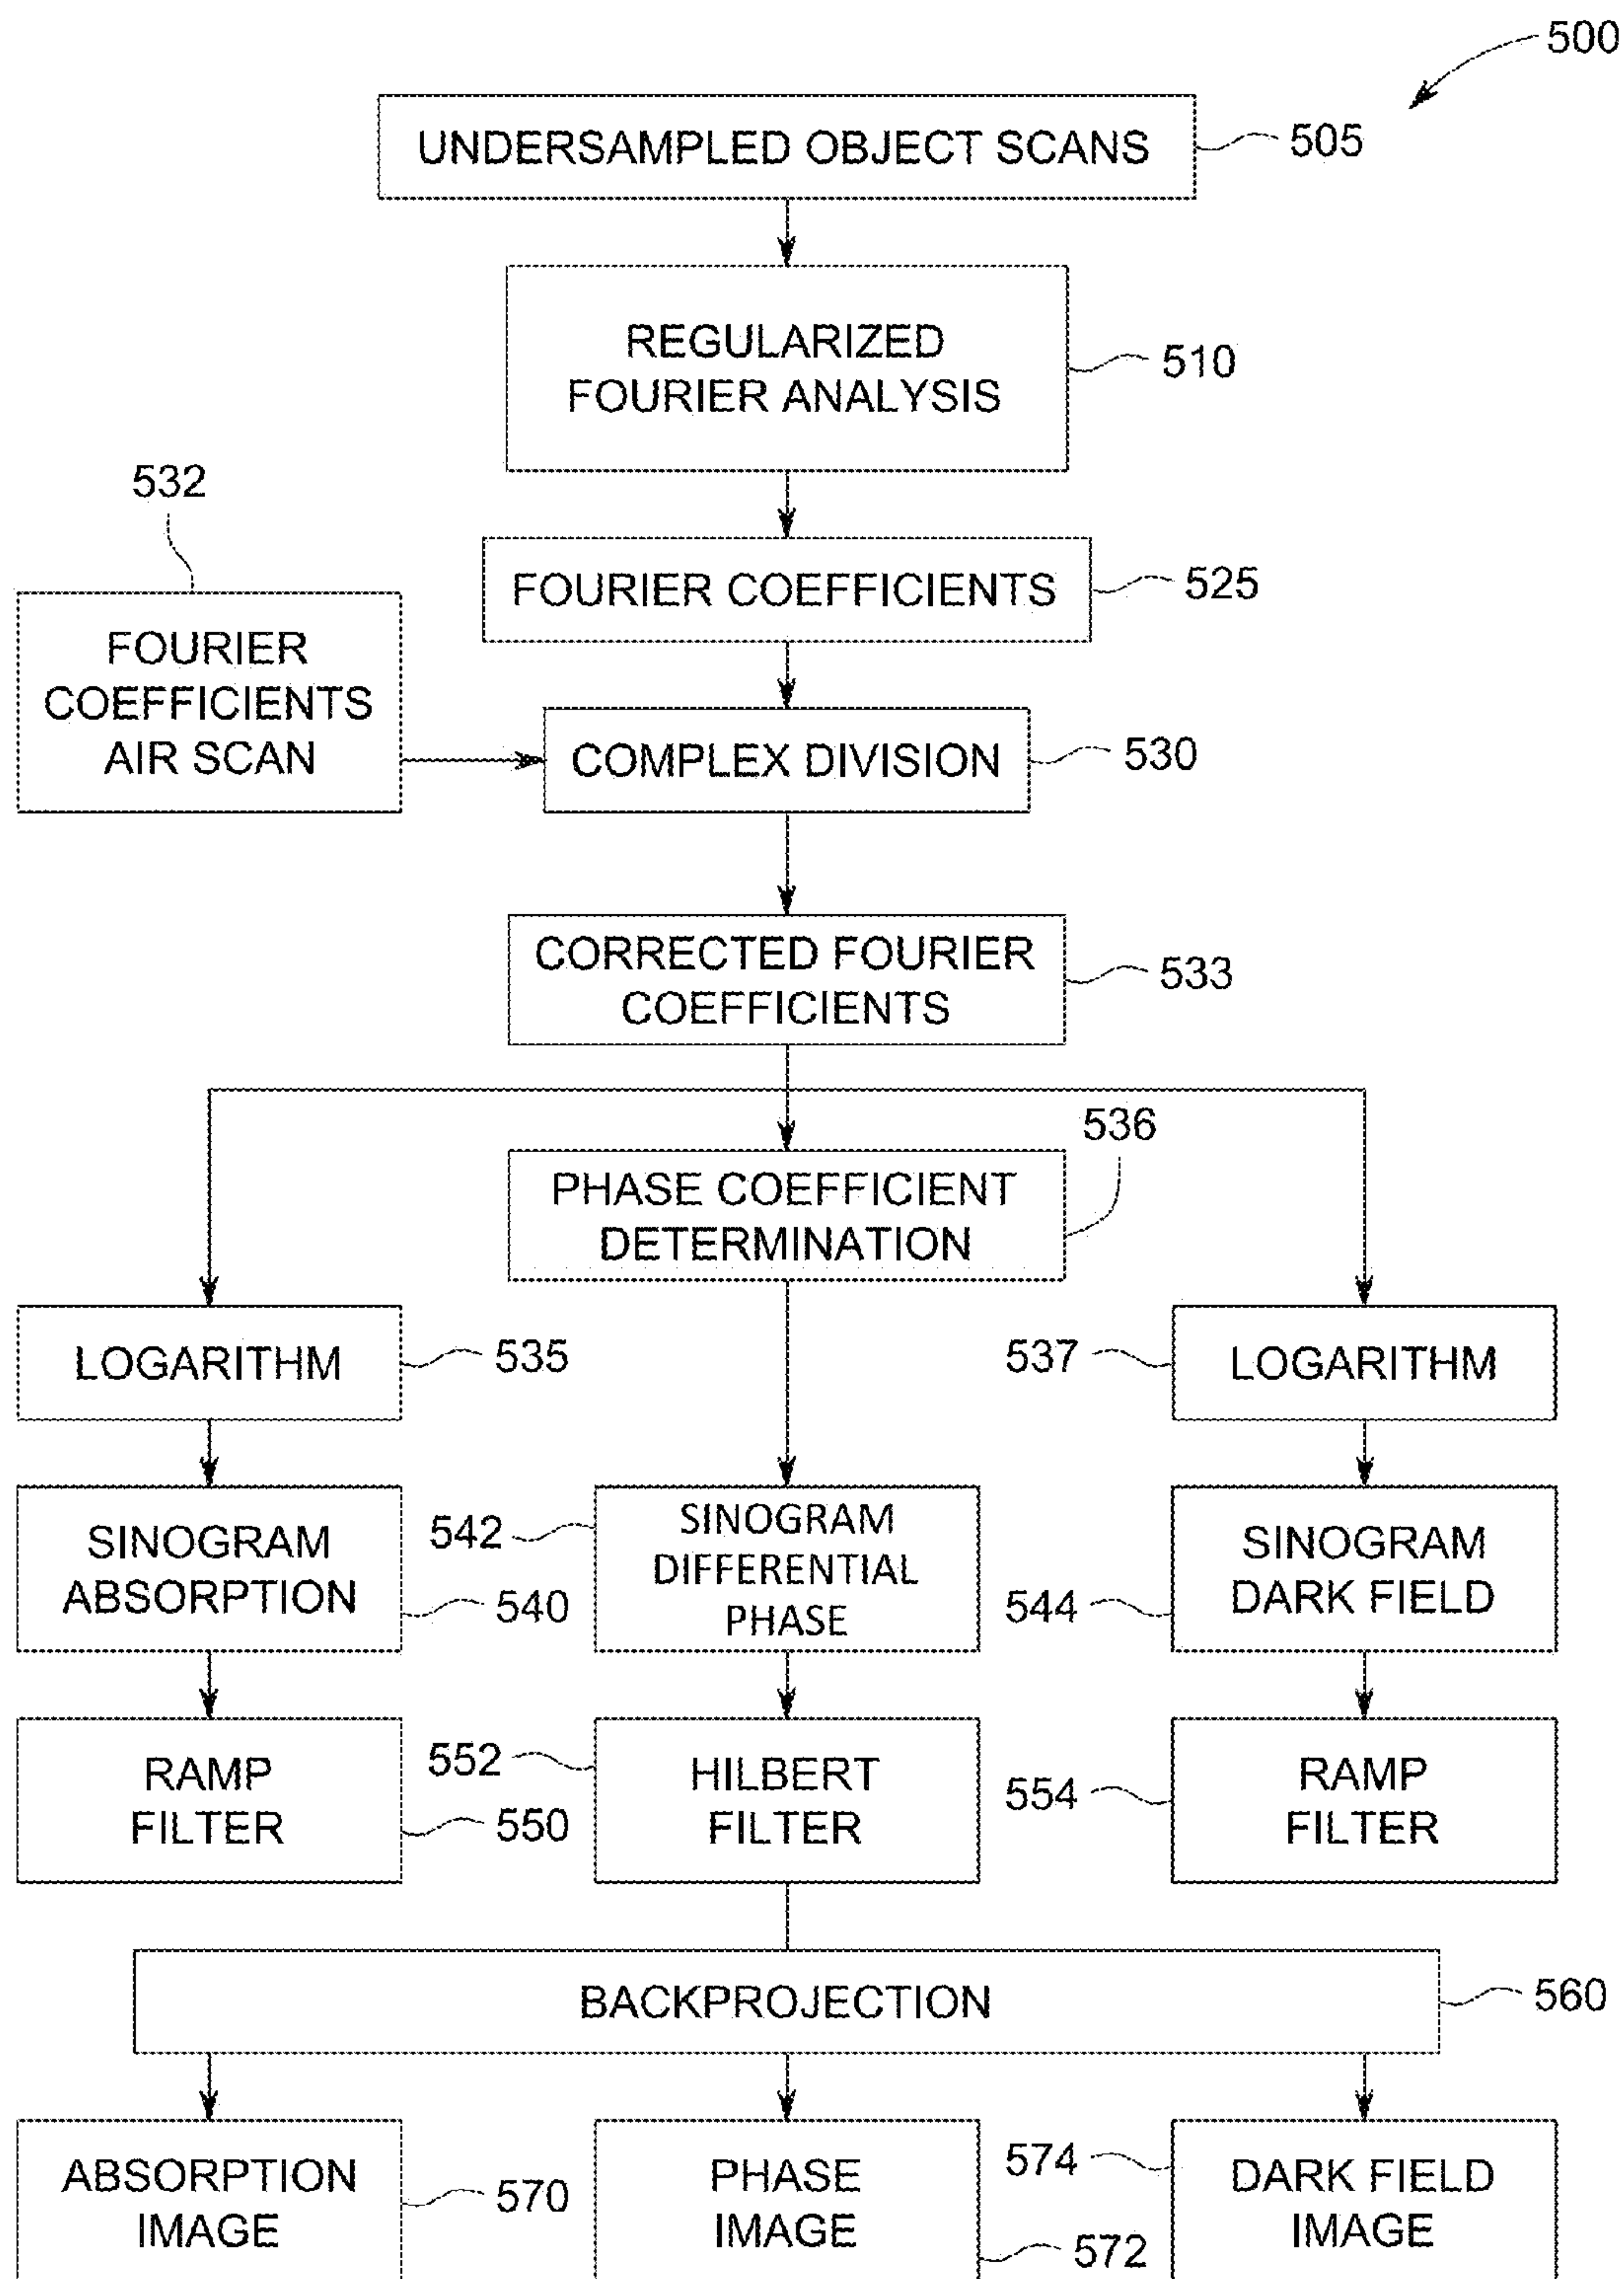 500
UNDERSAMPLED OBJECT SCANS
505
REGULARIZED
FOURIER ANALYSIS
510
532
FOURIER COEFFICIENTS
525
FOURIER
COEFFICIENTS
AIR SCAN
COMPLEX DIVISION
530
CORRECTED FOURIER
COEFFICIENTS
533
536
PHASE COEFFICIENT
DETERMINATION
LOGARITHM
535
537
LOGARITHM
SINOGRAM
ABSORPTION
540
542
SINOGRAM
DIFFERENTIAL
PHASE
544
SINOGRAM
DARK FIELD
RAMP
FILTER
550
552
HILBERT
FILTER
554
RAMP
FILTER
BACKPROJECTION
560
ABSORPTION
IMAGE
570
PHASE
IMAGE
572
574
DARK FIELD
IMAGE